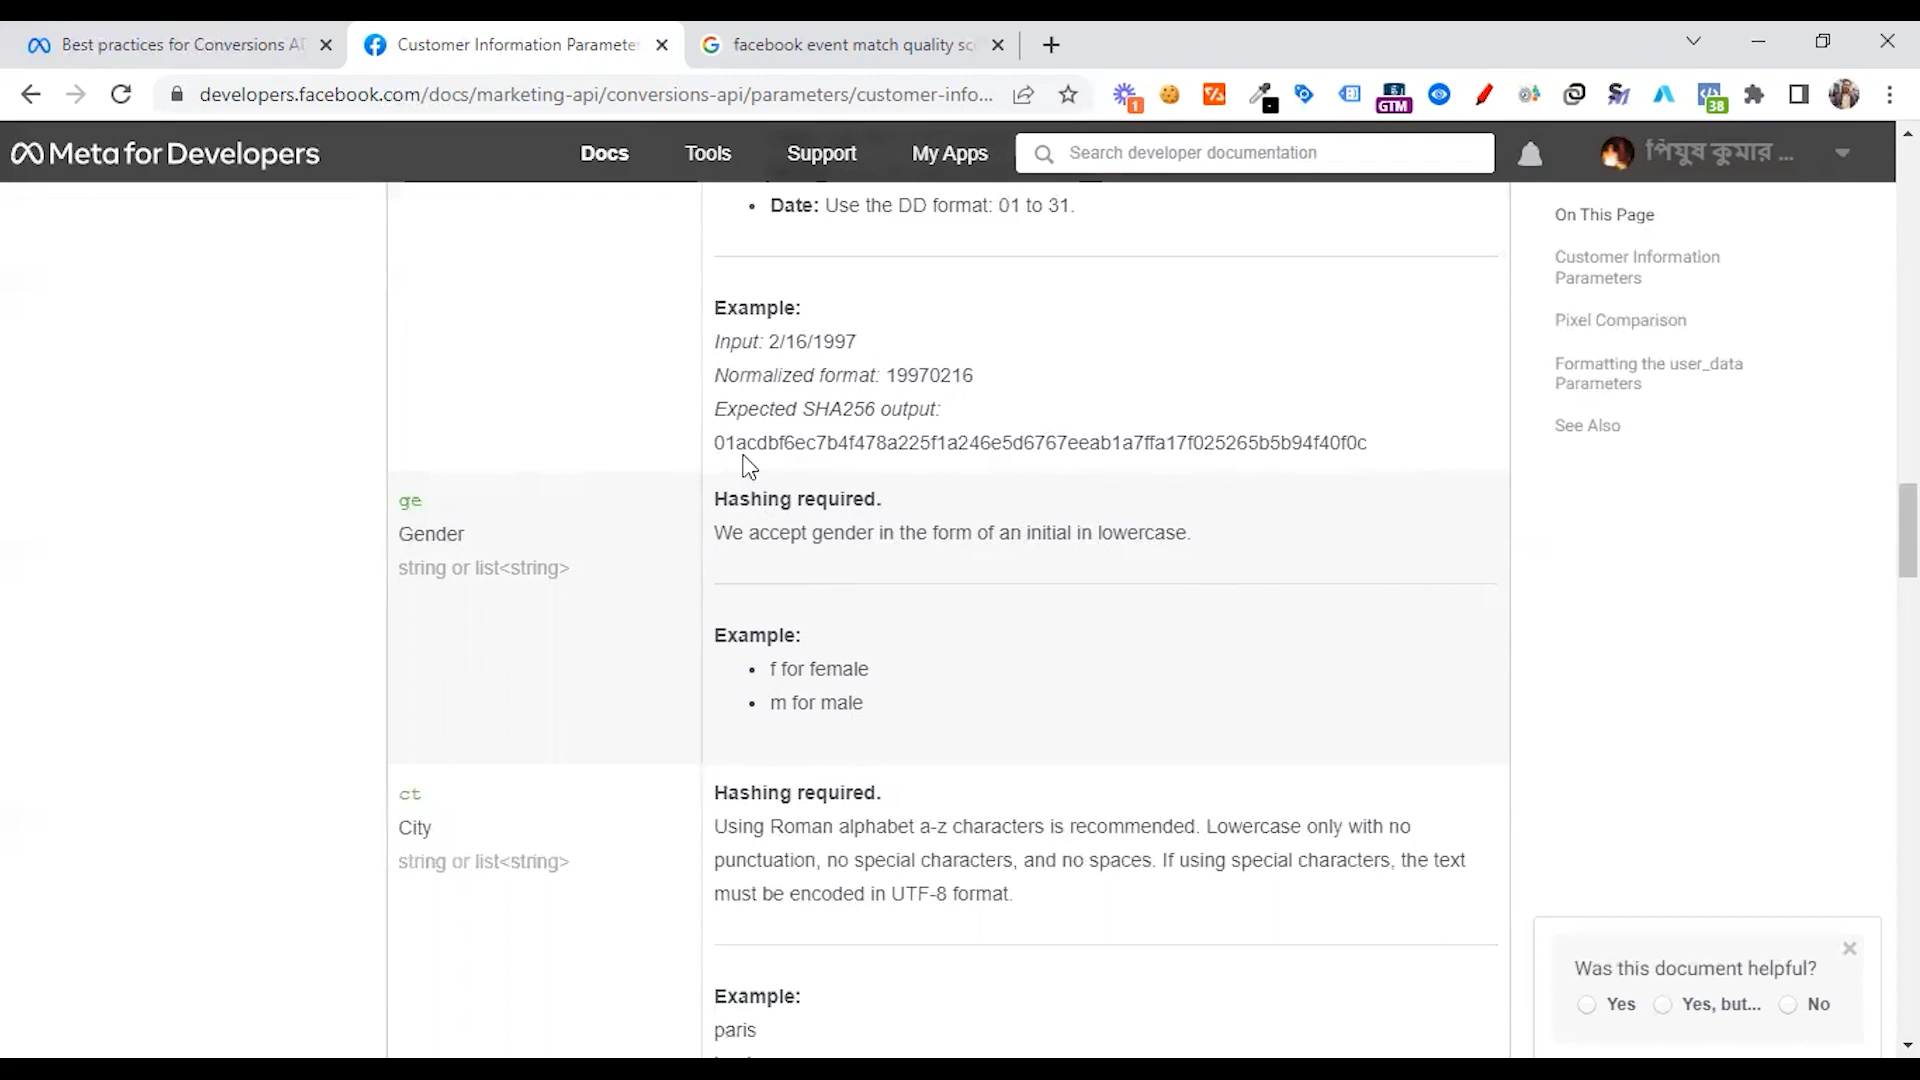 Best practices for Conversions AP
Customer Information Paramete
facebook event match quality sc
developers.facebook.com/docs/marketing-api/conversions-api/parameters/customer-info...
1
GTM
38
Meta for Developers
Docs
Tools
Support
My Apps
Search developer documentation
পিযুষ কুমার ...
Date: Use the DD format: 01 to 31.
Example:
Input: 2/16/1997
Normalized format: 19970216
Expected SHA256 output:
01acdbf6ec7b4f478a225f1a246e5d6767eeab1a7ffa17f025265b5b94f40f0c
ge
Gender
string or list<string>
Hashing required.
We accept gender in the form of an initial in lowercase.
Example:
f for female
m for male
ct
City
string or list<string>
Hashing required.
Using Roman alphabet a-z characters is recommended. Lowercase only with no
punctuation, no special characters, and no spaces. If using special characters, the text
must be encoded in UTF-8 format.
Example:
paris
On This Page
Customer Information
Parameters
Pixel Comparison
Formatting the user_data
Parameters
See Also
Was this document helpful?
Yes
Yes, but...
No